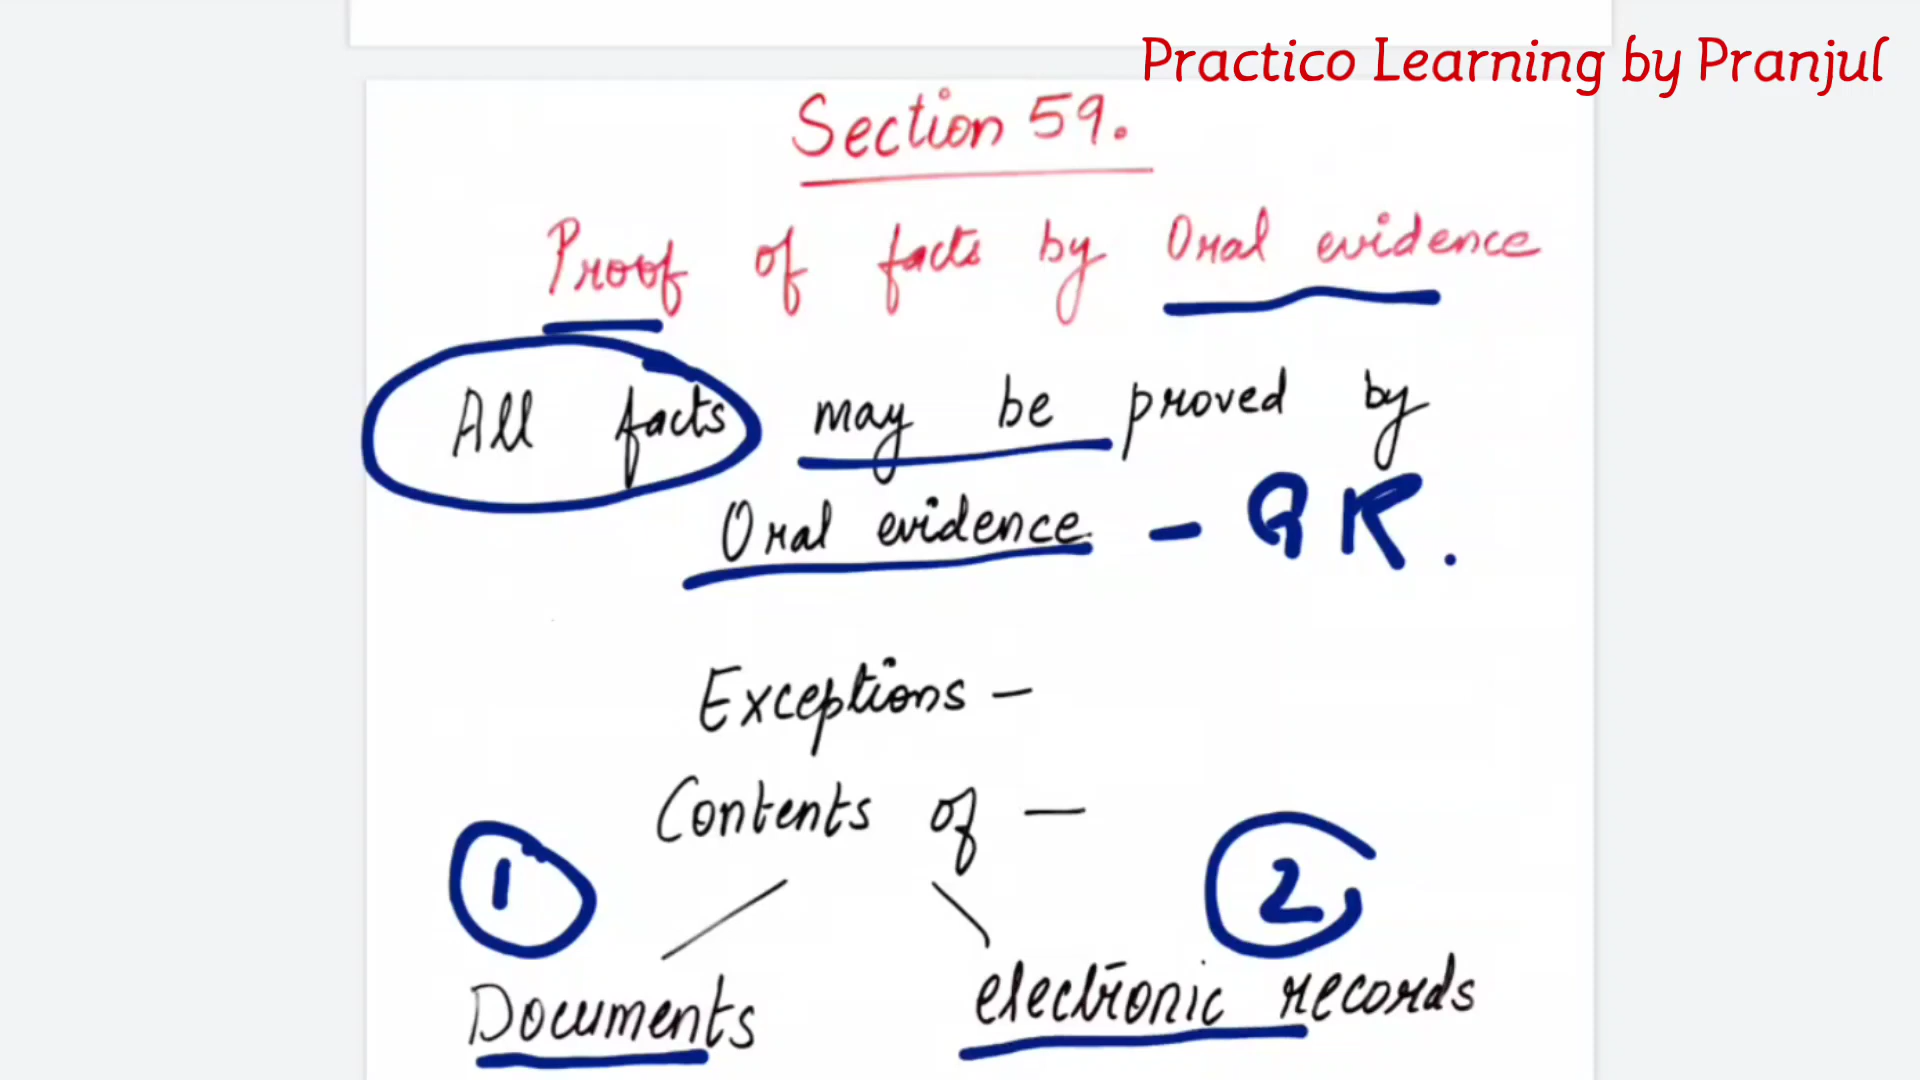 Practico Learning by Pranjul
Section 59.
Proof of facts by Oral evidence
All facts may be proved by
Oral evidence - GR.
Exceptions -
Contents of -
1 2
Documents electronic records